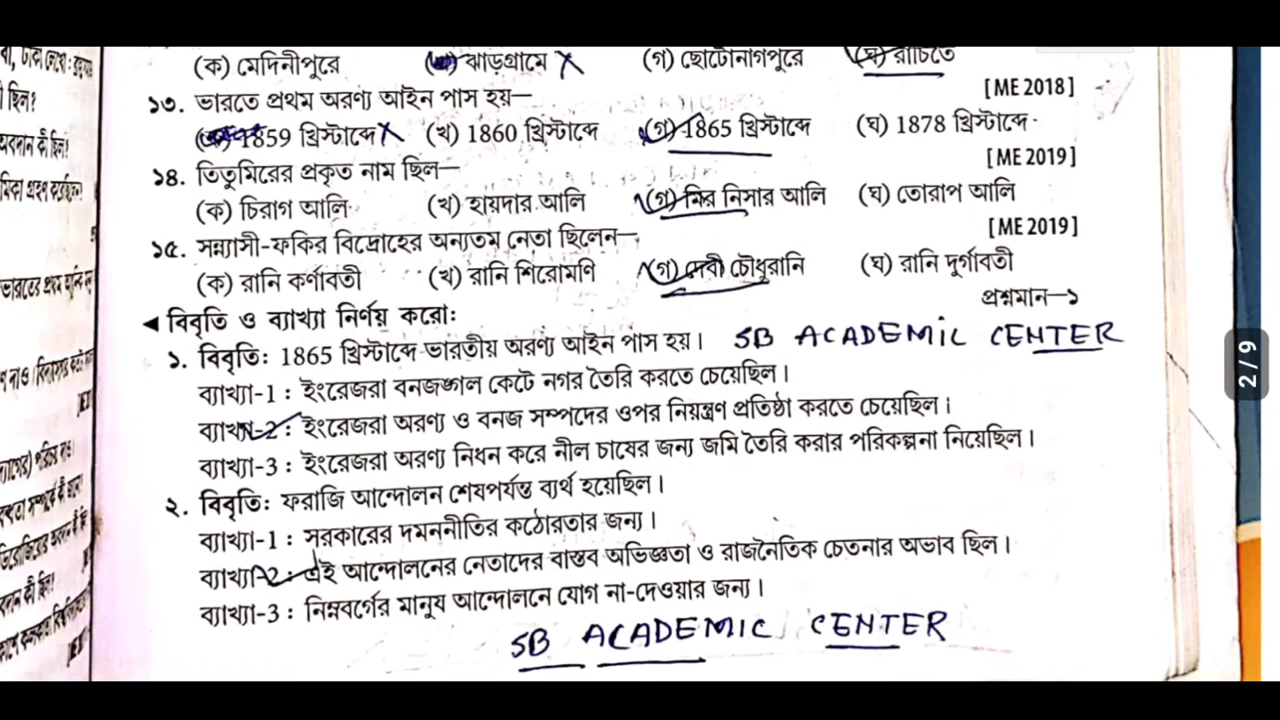 বা, ঢাকা
(ক) মেদিনীপুরে (খ) ঝাড়গ্রামে (গ) ছোটোনাগপুরে (ঘ) রাঁচিতে
ছিল?
১৩. ভারতে প্রথম অরণ্য আইন পাস হয়— [ME 2018]
অবদান কী ছিল?
(ক) 1859 খ্রিস্টাব্দে (খ) 1860 খ্রিস্টাব্দে (গ) 1865 খ্রিস্টাব্দে (ঘ) 1878 খ্রিস্টাব্দে
মিকা গ্রহণ করেছিল?
১৪. তিতুমিরের প্রকৃত নাম ছিল— [ME 2019]
(ক) চিরাগ আলি (খ) হায়দার আলি (গ) মির নিসার আলি (ঘ) তোরাপ আলি
১৫. সন্ন্যাসী-ফকির বিদ্রোহের অন্যতম নেতা ছিলেন— [ME 2019]
ভারতের প্রথম
(ক) রানি কর্ণাবতী (খ) রানি শিরোমণি (গ) দেবী চৌধুরানি (ঘ) রানি দুর্গাবতী
প্রশ্নমান—১
◄ বিবৃতি ও ব্যাখ্যা নির্ণয় করো:
১. বিবৃতি: 1865 খ্রিস্টাব্দে ভারতীয় অরণ্য আইন পাস হয়। SB ACADEMIC CENTER
ব্যাখ্যা-1 : ইংরেজরা বনজঙ্গল কেটে নগর তৈরি করতে চেয়েছিল।
ব্যাখ্যা-2 : ইংরেজরা অরণ্য ও বনজ সম্পদের ওপর নিয়ন্ত্রণ প্রতিষ্ঠা করতে চেয়েছিল।
ব্যাখ্যা-3 : ইংরেজরা অরণ্য নিধন করে নীল চাষের জন্য জমি তৈরি করার পরিকল্পনা নিয়েছিল।
২. বিবৃতি: ফরাজি আন্দোলন শেষপর্যন্ত ব্যর্থ হয়েছিল।
ব্যাখ্যা-1 : সরকারের দমননীতির কঠোরতার জন্য।
ব্যাখ্যা-2 : এই আন্দোলনের নেতাদের বাস্তব অভিজ্ঞতা ও রাজনৈতিক চেতনার অভাব ছিল।
ব্যাখ্যা-3 : নিম্নবর্গের মানুষ আন্দোলনে যোগ না-দেওয়ার জন্য।
SB ACADEMIC CENTER
2/9